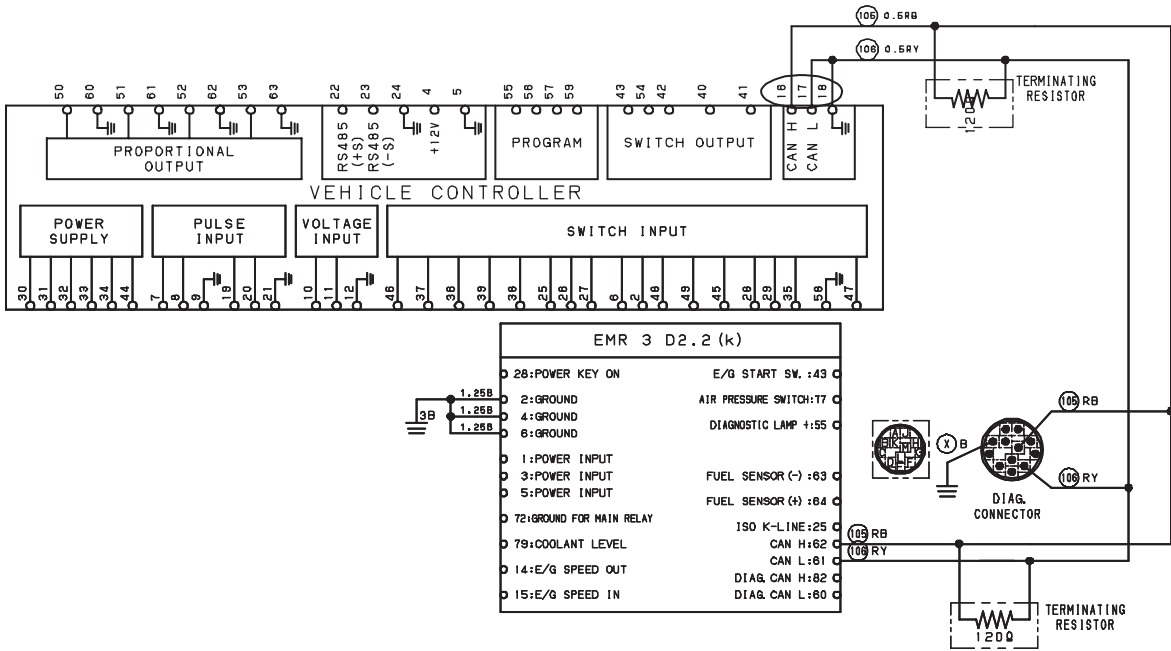 105 0.5RB
106 0.5RY
50 60 51 61 52 62 53 63 22 23 24 4 5 55 56 57 59 43 54 42 40 41 16 17 18
TERMINATING
RESISTOR
120Ω
PROPORTIONAL
OUTPUT
RS485
(+S)
RS485
(-S)
+12V
PROGRAM
SWITCH OUTPUT
CAN H
CAN L
VEHICLE CONTROLLER
POWER
SUPPLY
PULSE
INPUT
VOLTAGE
INPUT
SWITCH INPUT
30 31 32 33 34 44 7 8 9 19 20 21 10 11 12 46 37 38 39 36 25 26 27 6 2 48 49 45 28 29 35 58 47
EMR 3 D2.2(k)
28:POWER KEY ON
E/G START SW. :43
1.25B
2:GROUND
AIR PRESSURE SWITCH:77
3B
1.25B
4:GROUND
1.25B
6:GROUND
DIAGNOSTIC LAMP +:55
105 RB
X B
1:POWER INPUT
3:POWER INPUT
FUEL SENSOR(-) :63
106 RY
5:POWER INPUT
FUEL SENSOR(+) :64
DIAG.
CONNECTOR
72:GROUND FOR MAIN RELAY
ISO K-LINE:25
105 RB
79:COOLANT LEVEL
CAN H:62
106 RY
CAN L:61
14:E/G SPEED OUT
DIAG. CAN H:82
15:E/G SPEED IN
DIAG. CAN L:60
TERMINATING
RESISTOR
120Ω